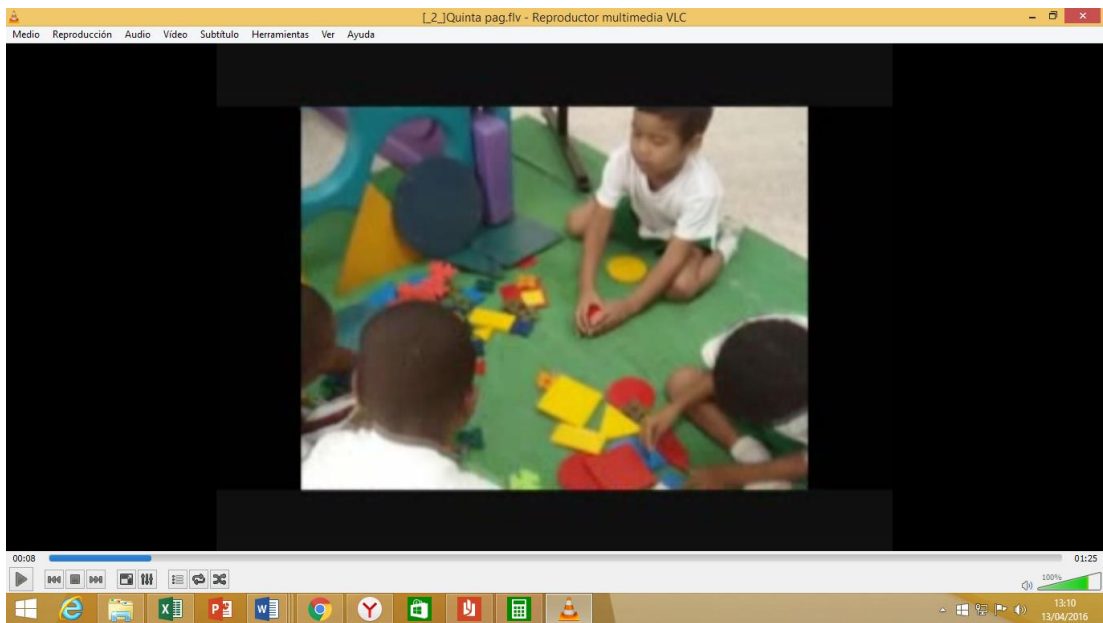 [_2_]Quinta pag.flv - Reproductor multimedia VLC
Medio Reproducción Audio Vídeo Subtítulo Herramientas Ver Ayuda
00:08 01:25
100%
13:10
13/04/2016